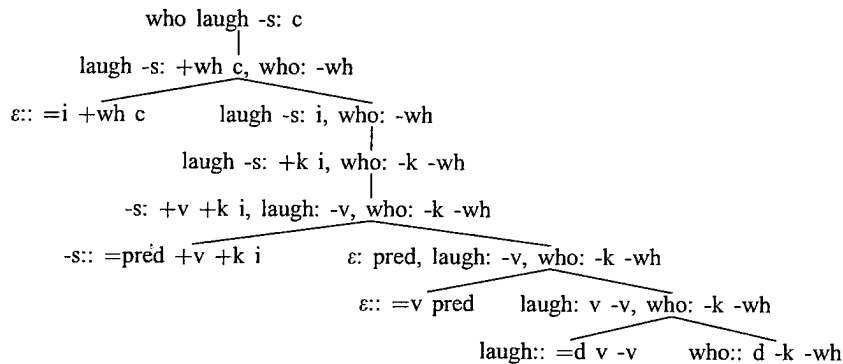 who laugh -s: c
laugh -s: +wh c, who: -wh
ε:: =i +wh c laugh -s: i, who: -wh
laugh -s: +k i, who: -k -wh
-s: +v +k i, laugh: -v, who: -k -wh
-s:: =pred +v +k i ε: pred, laugh: -v, who: -k -wh
ε:: =v pred laugh: v -v, who: -k -wh
laugh:: =d v -v who:: d -k -wh